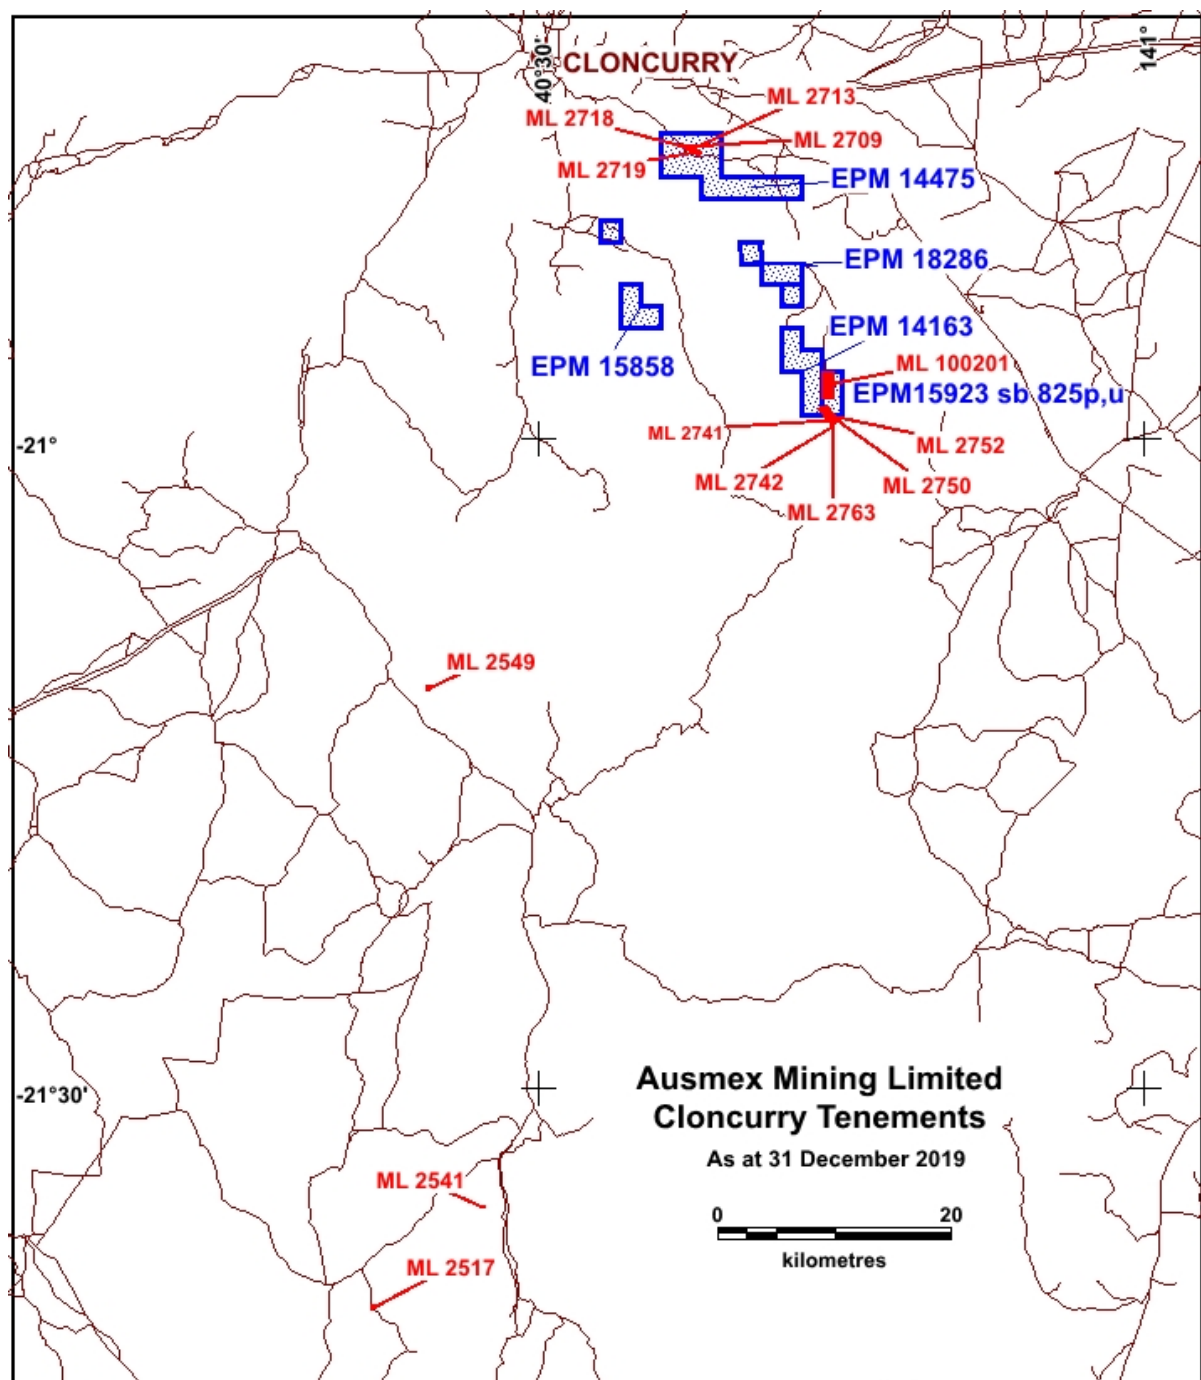 40°30'
CLONCURRY
141°
ML 2713
ML 2718
ML 2709
ML 2719
EPM 14475
EPM 18286
EPM 14163
EPM 15858
ML 100201
EPM15923 sb 825p,u
ML 2741
-21°
ML 2752
ML 2742
ML 2750
ML 2763
ML 2549
Ausmex Mining Limited
Cloncurry Tenements
-21°30'
As at 31 December 2019
ML 2541
0 20
kilometres
ML 2517